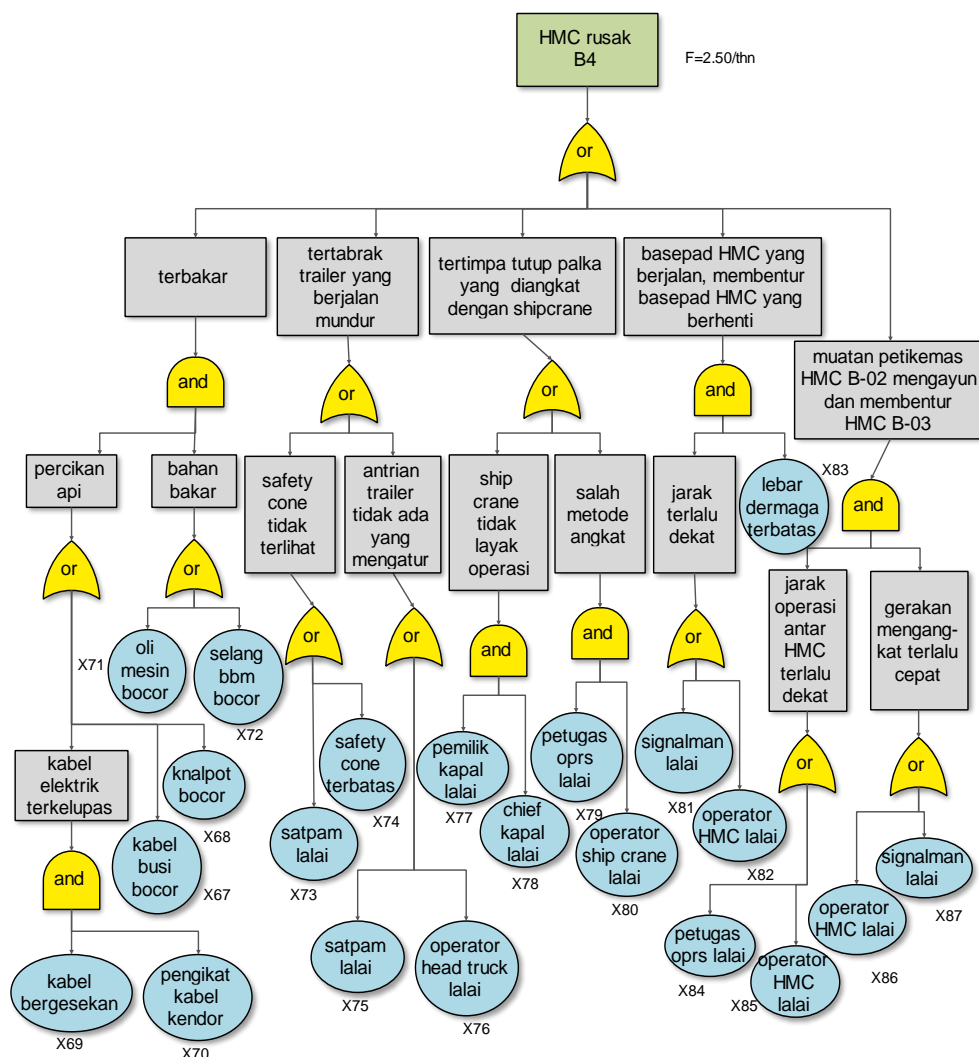 HMC rusak
B4
F=2.50/thn
or
terbakar
tertabrak
trailer yang
berjalan
mundur
tertimpa tutup palka
yang diangkat
dengan shipcrane
basepad HMC yang
berjalan, membentur
basepad HMC yang
berhenti
muatan petikemas
HMC B-02 mengayun
dan membentur
HMC B-03
and
or
or
and
and
percikan
api
bahan
bakar
safety
cone
tidak
terlihat
antrian
trailer
tidak ada
yang
mengatur
ship
crane
tidak
layak
operasi
salah
metode
angkat
jarak
terlalu
dekat
X83
lebar
dermaga
terbatas
jarak
operasi
antar
HMC
terlalu
dekat
gerakan
mengang-
kat terlalu
cepat
or
or
or
or
and
and
or
or
or
X71
oli
mesin
bocor
selang
bbm
bocor
X72
kabel
elektrik
terkelupas
knalpot
bocor
X68
kabel
busi
bocor
X67
satpam
lalai
X73
safety
cone
terbatas
X74
pemilik
kapal
lalai
X77
chief
kapal
lalai
X78
petugas
oprs
lalai
X79
operator
ship crane
lalai
X80
signalman
lalai
X81
operator
HMC lalai
X82
and
kabel
bergesekan
X69
pengikat
kabel
kendor
X70
satpam
lalai
X75
operator
head truck
lalai
X76
petugas
oprs lalai
X84
operator
HMC
lalai
X85
operator
HMC lalai
X86
signalman
lalai
X87